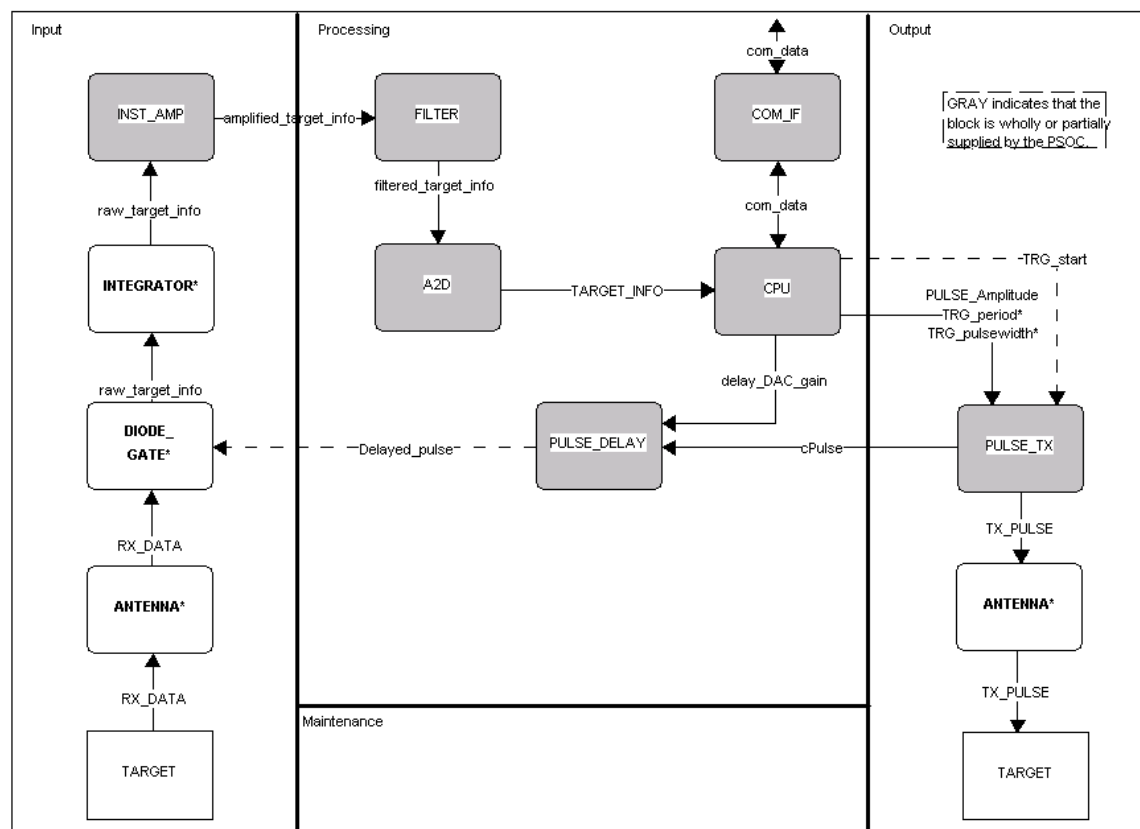 Input
Processing
Output
com_data
INST_AMP
amplified_target_info
FILTER
COM_IF
GRAY indicates that the
block is wholly or partially
supplied by the PSOC.
raw_target_info
filtered_target_info
com_data
INTEGRATOR*
A2D
TARGET_INFO
CPU
TRG_start
PULSE_Amplitude
TRG_period*
TRG_pulsewidth*
raw_target_info
delay_DAC_gain
DIODE_
GATE*
Delayed_pulse
PULSE_DELAY
cPulse
PULSE_TX
RX_DATA
TX_PULSE
ANTENNA*
ANTENNA*
RX_DATA
TX_PULSE
Maintenance
TARGET
TARGET